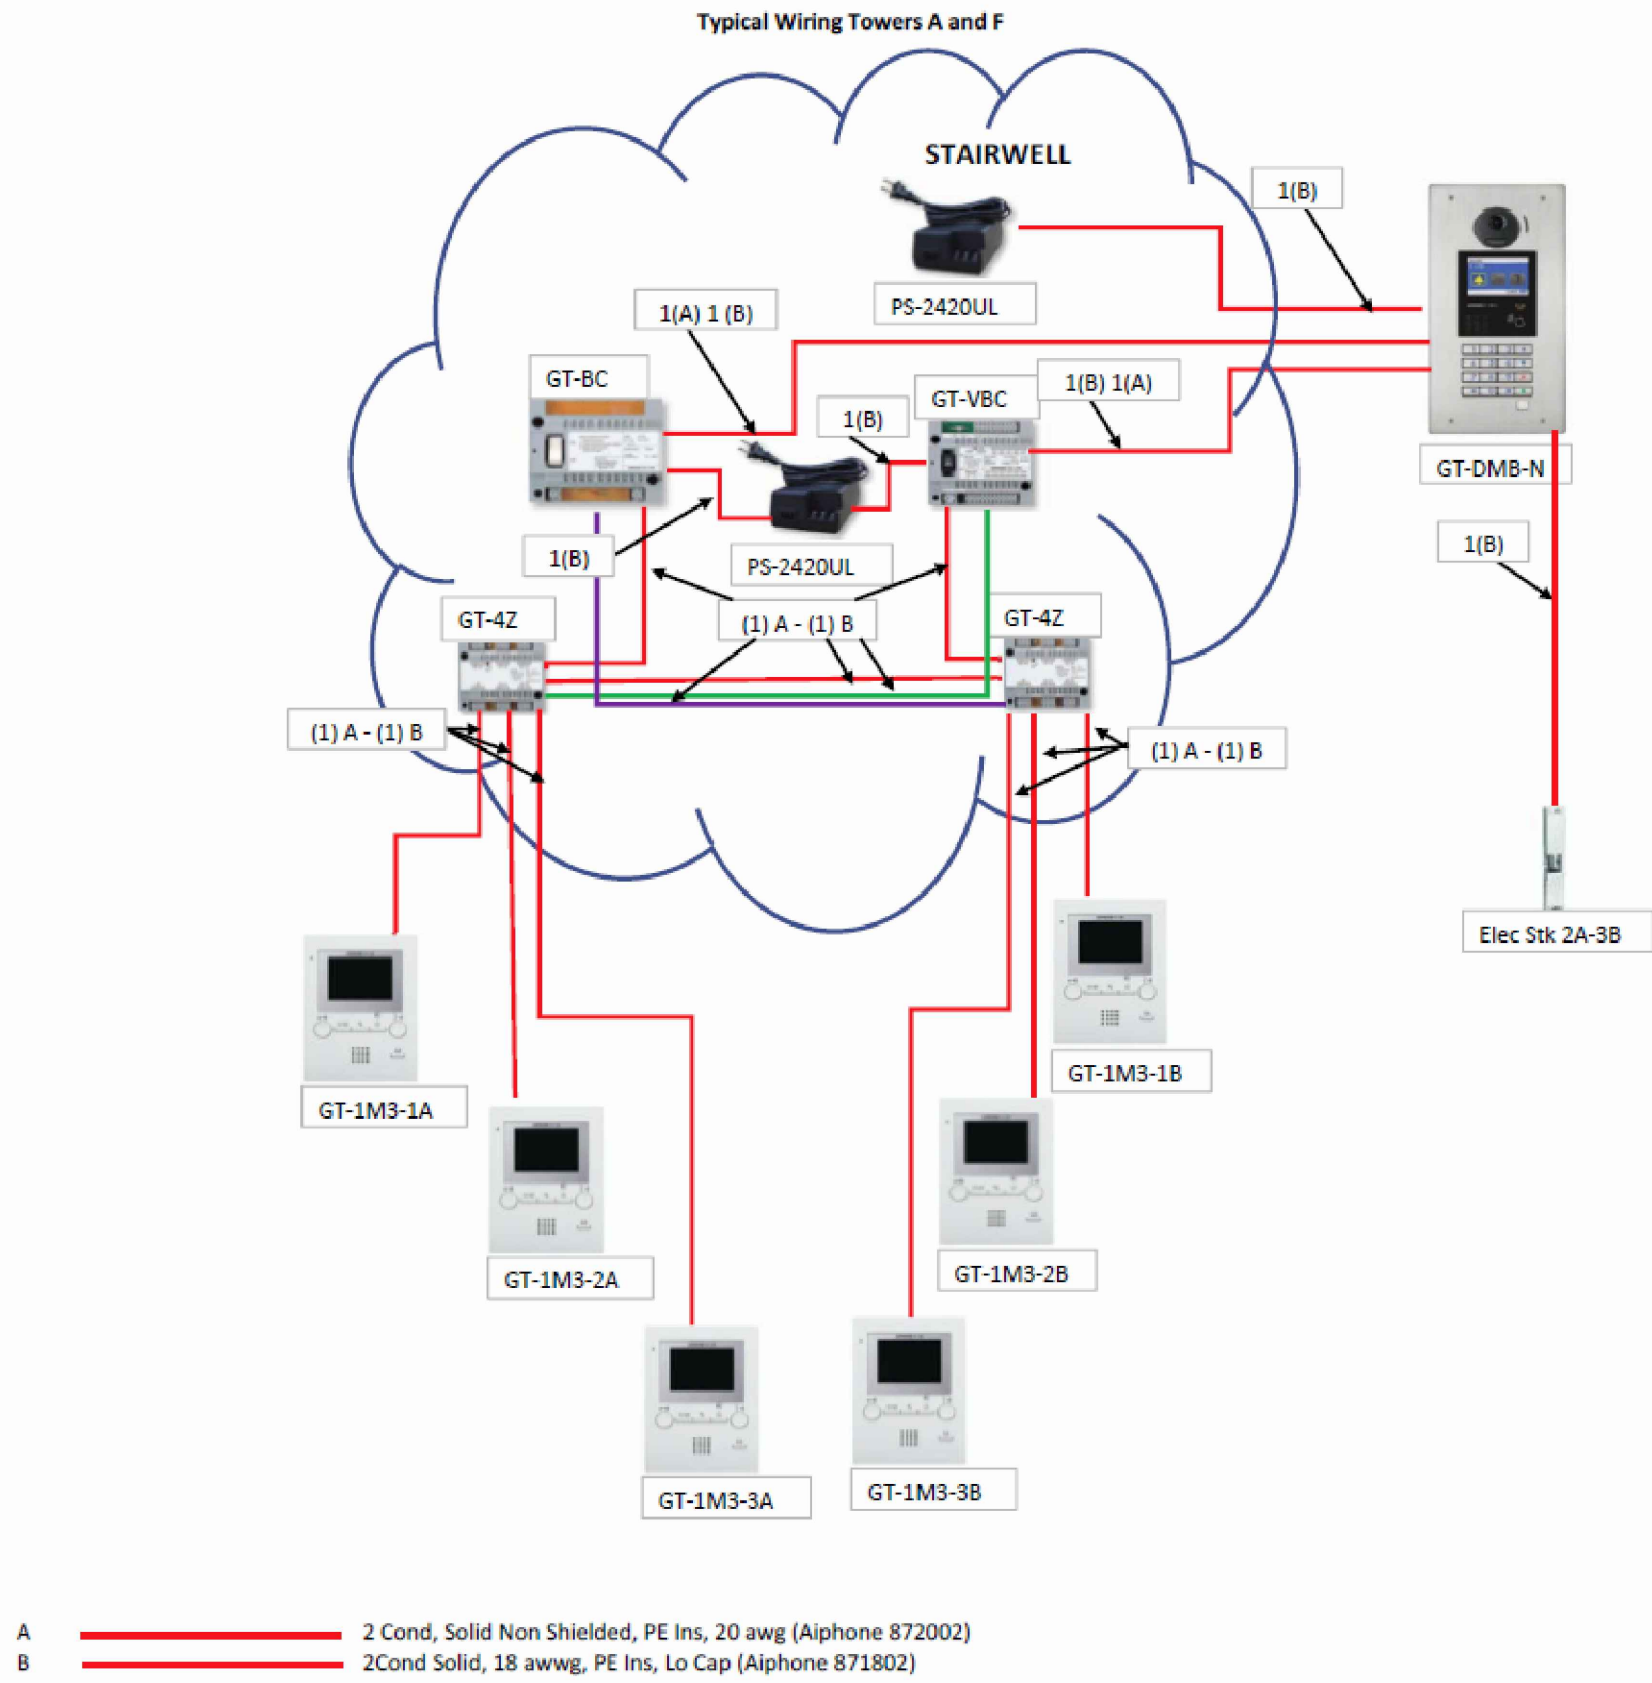 Typical Wiring Towers A and F
STAIRWELL
1(B)
PS-2420UL
1(A) 1 (B)
GT-BC
GT-VBC
1(B) 1(A)
1(B)
GT-DMB-N
1(B)
1(B)
PS-2420UL
GT-4Z
(1) A - (1) B
GT-4Z
(1) A - (1) B
(1) A - (1) B
Elec Stk 2A-3B
GT-1M3-1B
GT-1M3-1A
GT-1M3-2B
GT-1M3-2A
GT-1M3-3A
GT-1M3-3B
A 2 Cond, Solid Non Shielded, PE Ins, 20 awg (Aiphone 872002)
B 2Cond Solid, 18 awwg, PE Ins, Lo Cap (Aiphone 871802)